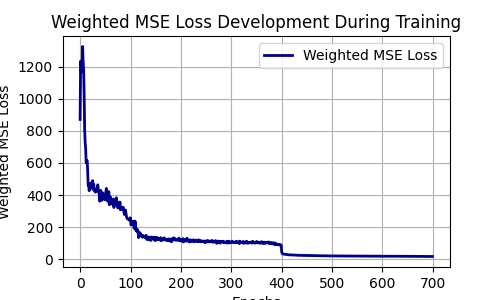 Weighted MSE Loss Development During Training
Weighted MSE Loss
Weighted MSE Loss
1200
1000
800
600
400
200
0
0 100 200 300 400 500 600 700
Epochs